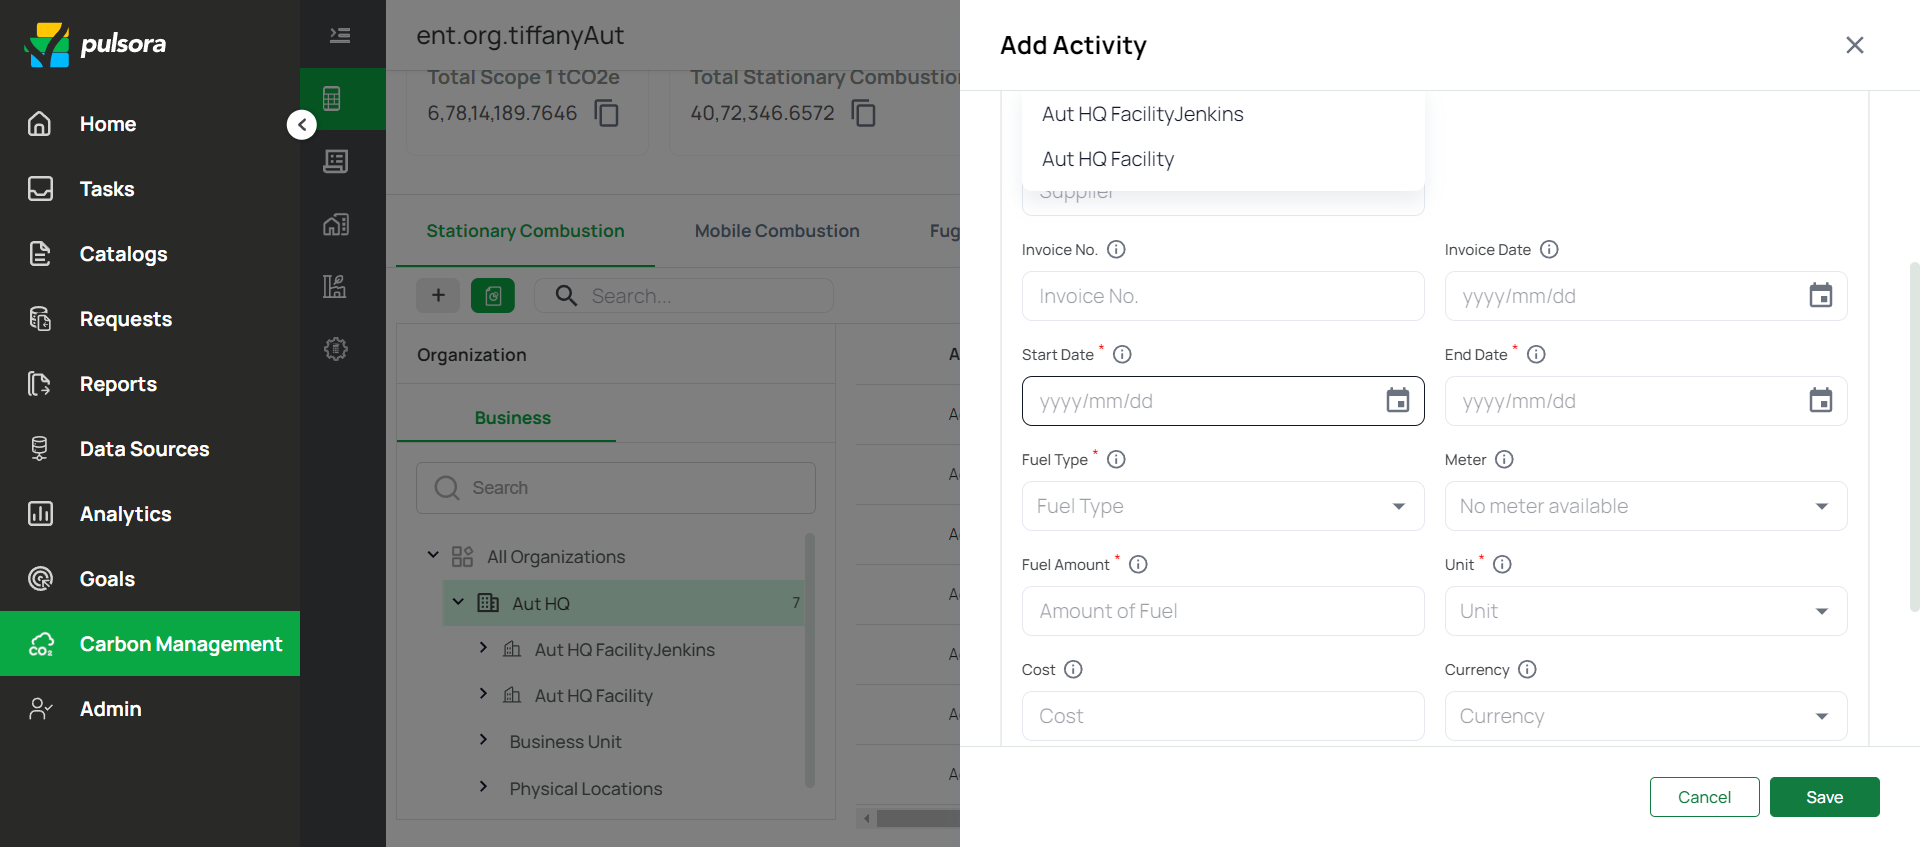 pulsora
Home
Tasks
Catalogs
Requests
Reports
Data Sources
Analytics
Goals
Carbon Management
Admin
ent.org.tiffanyAut
Total Scope 1 tCO2e
6,78,14,189.7646
Total Stationary Combustion
40,72,346.6572
Stationary Combustion
Mobile Combustion
Fug
+
Search...
Organization
Business
Search
All Organizations
Aut HQ 7
Aut HQ FacilityJenkins
Aut HQ Facility
Business Unit
Physical Locations
A
A
A
A
A
A
A
A
Add Activity
Aut HQ FacilityJenkins
Aut HQ Facility
Supplier
Invoice No.
Invoice No.
Invoice Date
yyyy/mm/dd
Start Date *
yyyy/mm/dd
End Date *
yyyy/mm/dd
Fuel Type *
Fuel Type
Meter
No meter available
Fuel Amount *
Amount of Fuel
Unit *
Unit
Cost
Cost
Currency
Currency
Cancel
Save